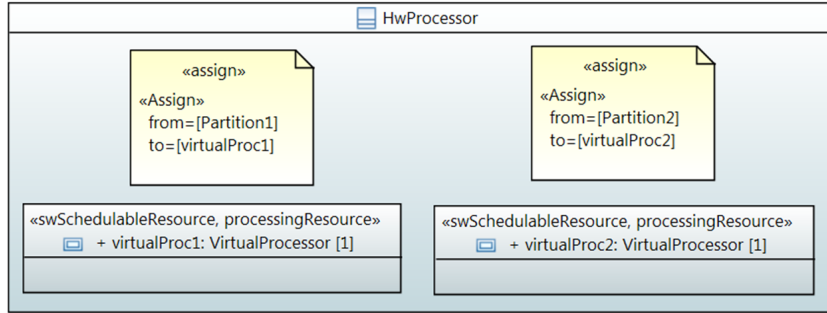 HwProcessor
«assign»
«Assign»
from=[Partition1]
to=[virtualProc1]
«assign»
«Assign»
from=[Partition2]
to=[virtualProc2]
«swSchedulableResource, processingResource»
+ virtualProc1: VirtualProcessor [1]
«swSchedulableResource, processingResource»
+ virtualProc2: VirtualProcessor [1]